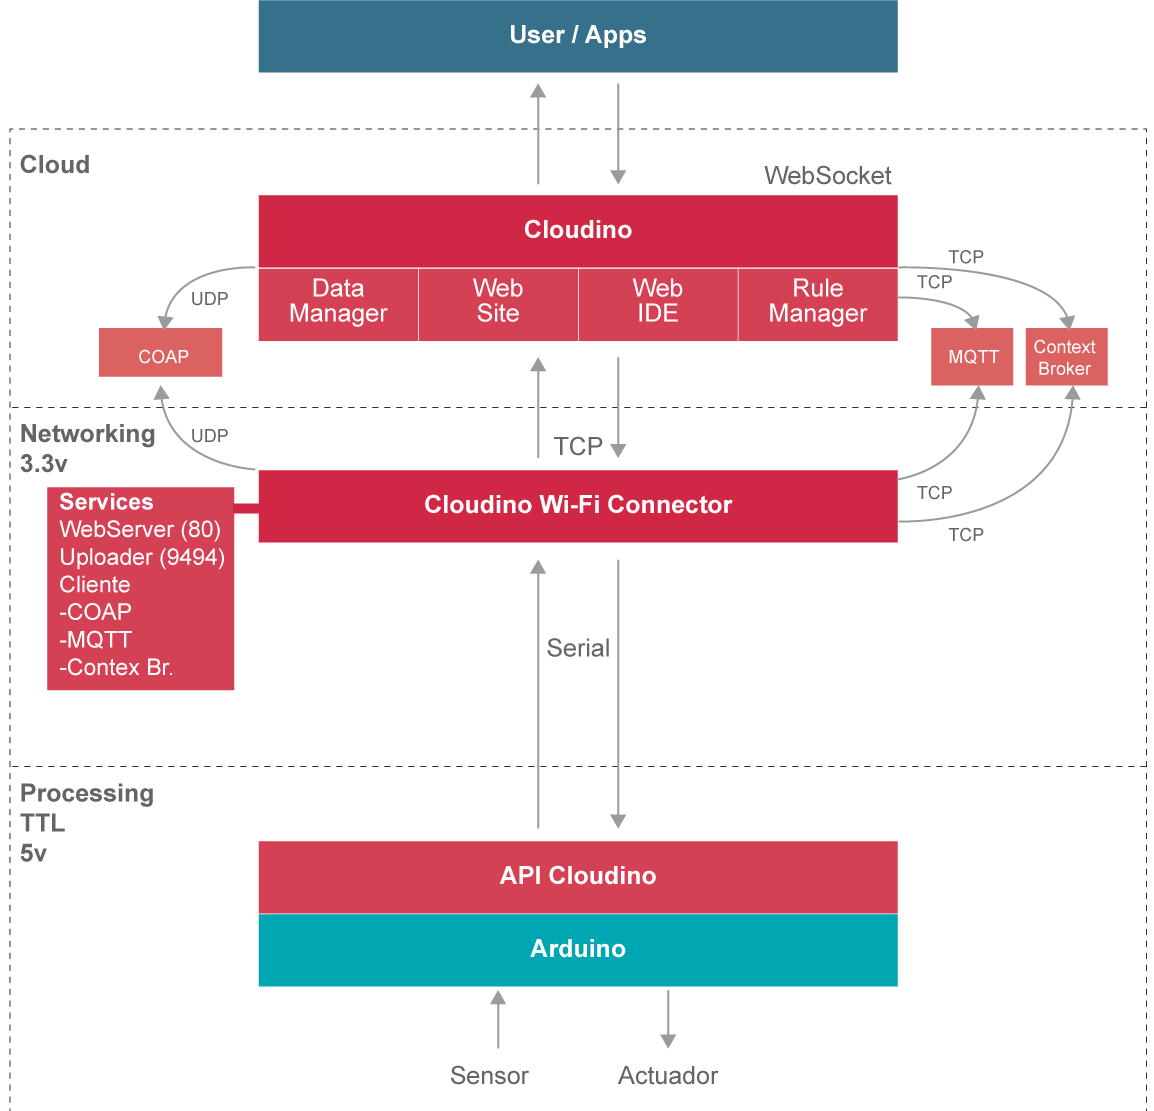 User / Apps
Cloud
WebSocket
Cloudino
Data
Manager
Web
Site
Web
IDE
Rule
Manager
UDP
TCP
TCP
COAP
MQTT
Context
Broker
Networking
3.3v
UDP
TCP
Cloudino Wi-Fi Connector
TCP
TCP
Services
WebServer (80)
Uploader (9494)
Cliente
-COAP
-MQTT
-Contex Br.
Serial
Processing
TTL
5v
API Cloudino
Arduino
Sensor
Actuador